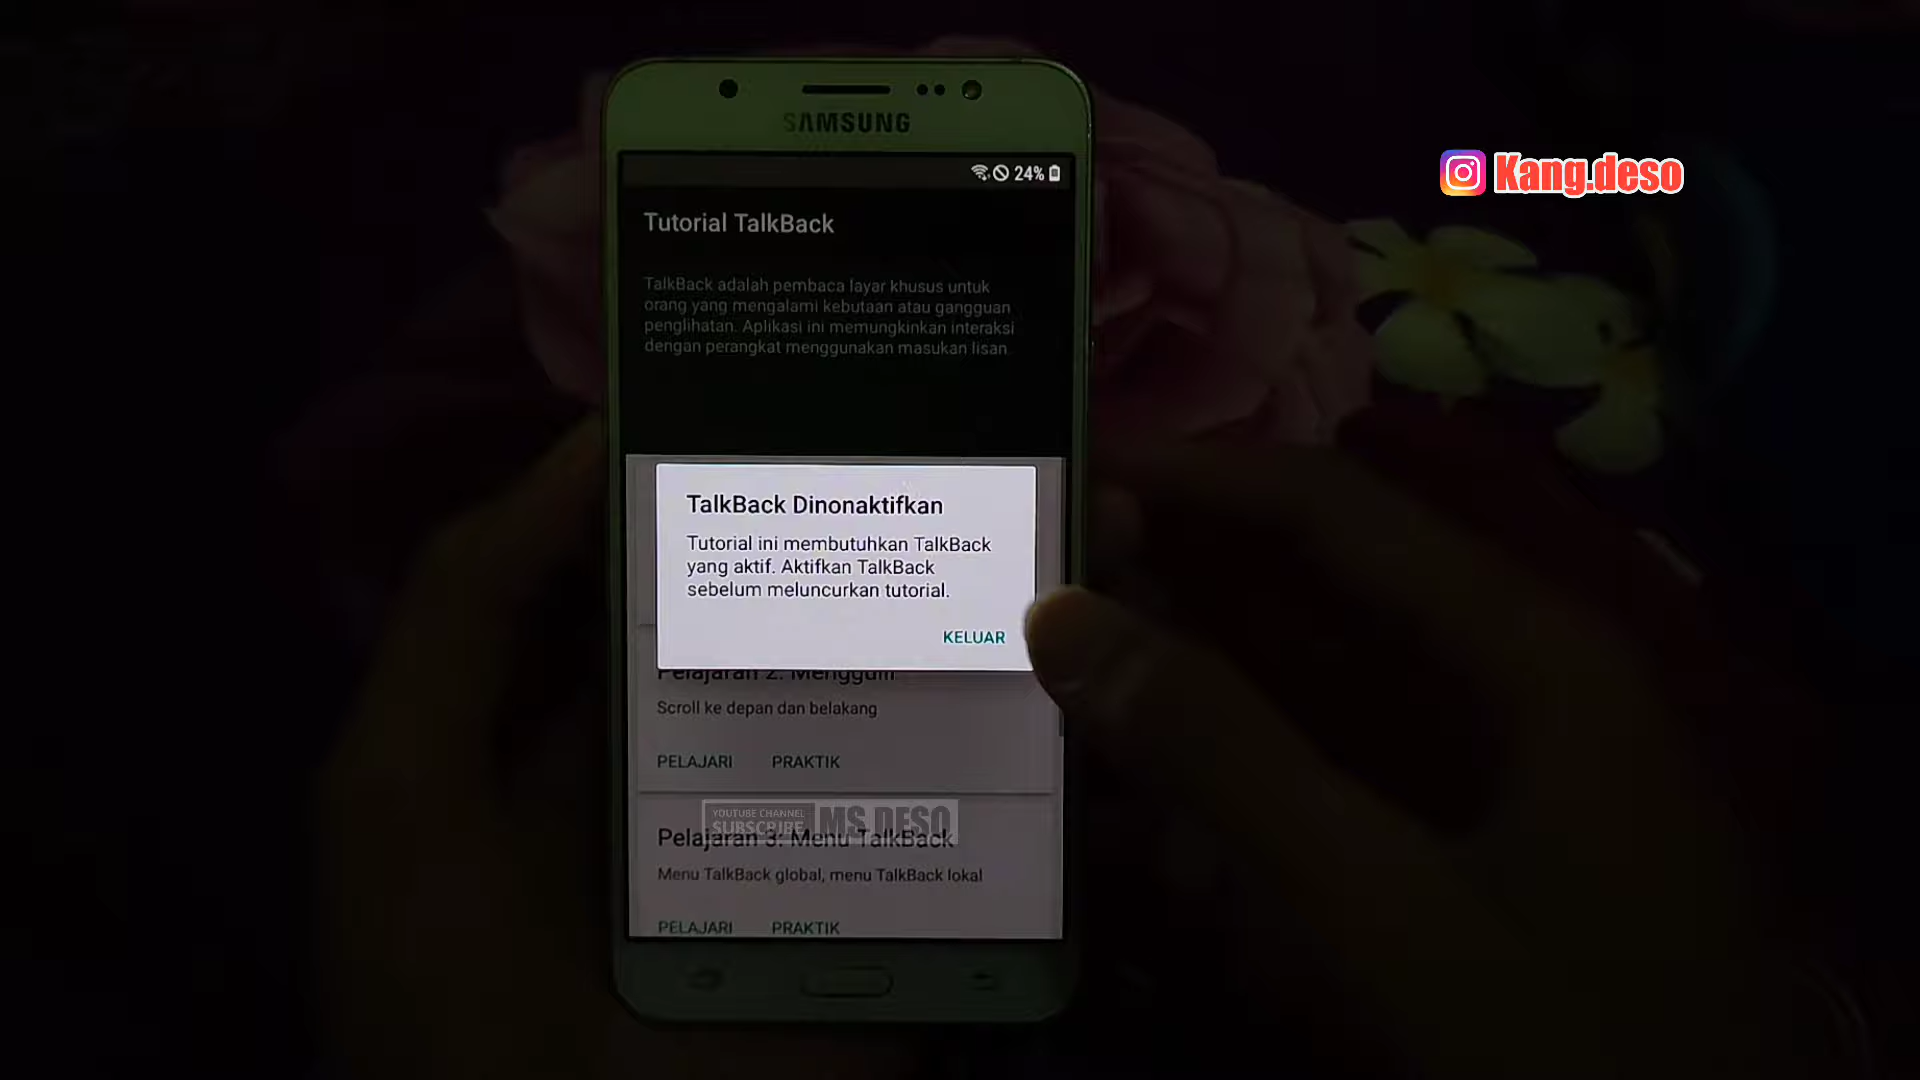 SAMSUNG
24%
Kang.deso
Tutorial TalkBack
TalkBack adalah pembaca layar khusus untuk
orang yang mengalami kebutaan atau gangguan
penglihatan. Aplikasi ini memungkinkan interaksi
dengan perangkat menggunakan masukan lisan.
TalkBack Dinonaktifkan
Tutorial ini membutuhkan TalkBack
yang aktif. Aktifkan TalkBack
sebelum meluncurkan tutorial.
KELUAR
Pelajaran 2: Menggulir
Scroll ke depan dan belakang
PELAJARI PRAKTIK
YOUTUBE CHANNEL
SUBSCRIBE MS DESO
Pelajaran 3: Menu TalkBack
Menu TalkBack global, menu TalkBack lokal
PELAJARI PRAKTIK